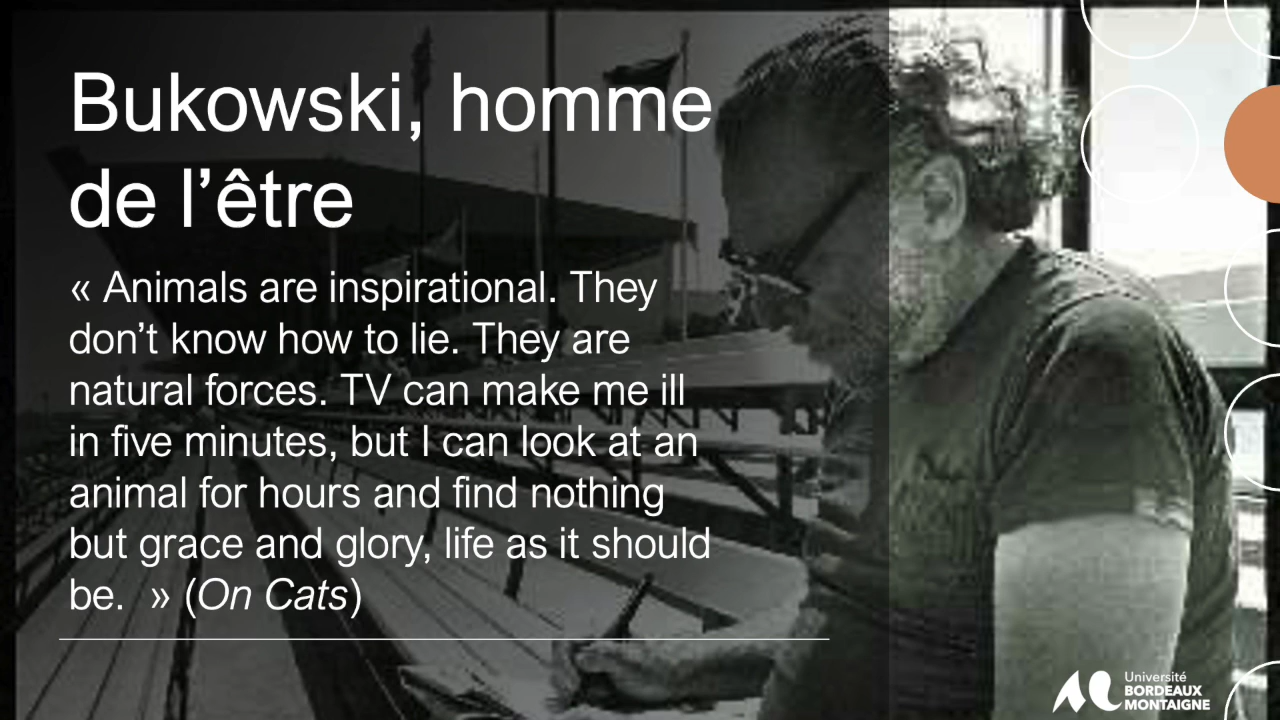 Bukowski, homme
de l’être
« Animals are inspirational. They
don’t know how to lie. They are
natural forces. TV can make me ill
in five minutes, but I can look at an
animal for hours and find nothing
but grace and glory, life as it should
be.  » (On Cats)
Université
BORDEAUX
MONTAIGNE